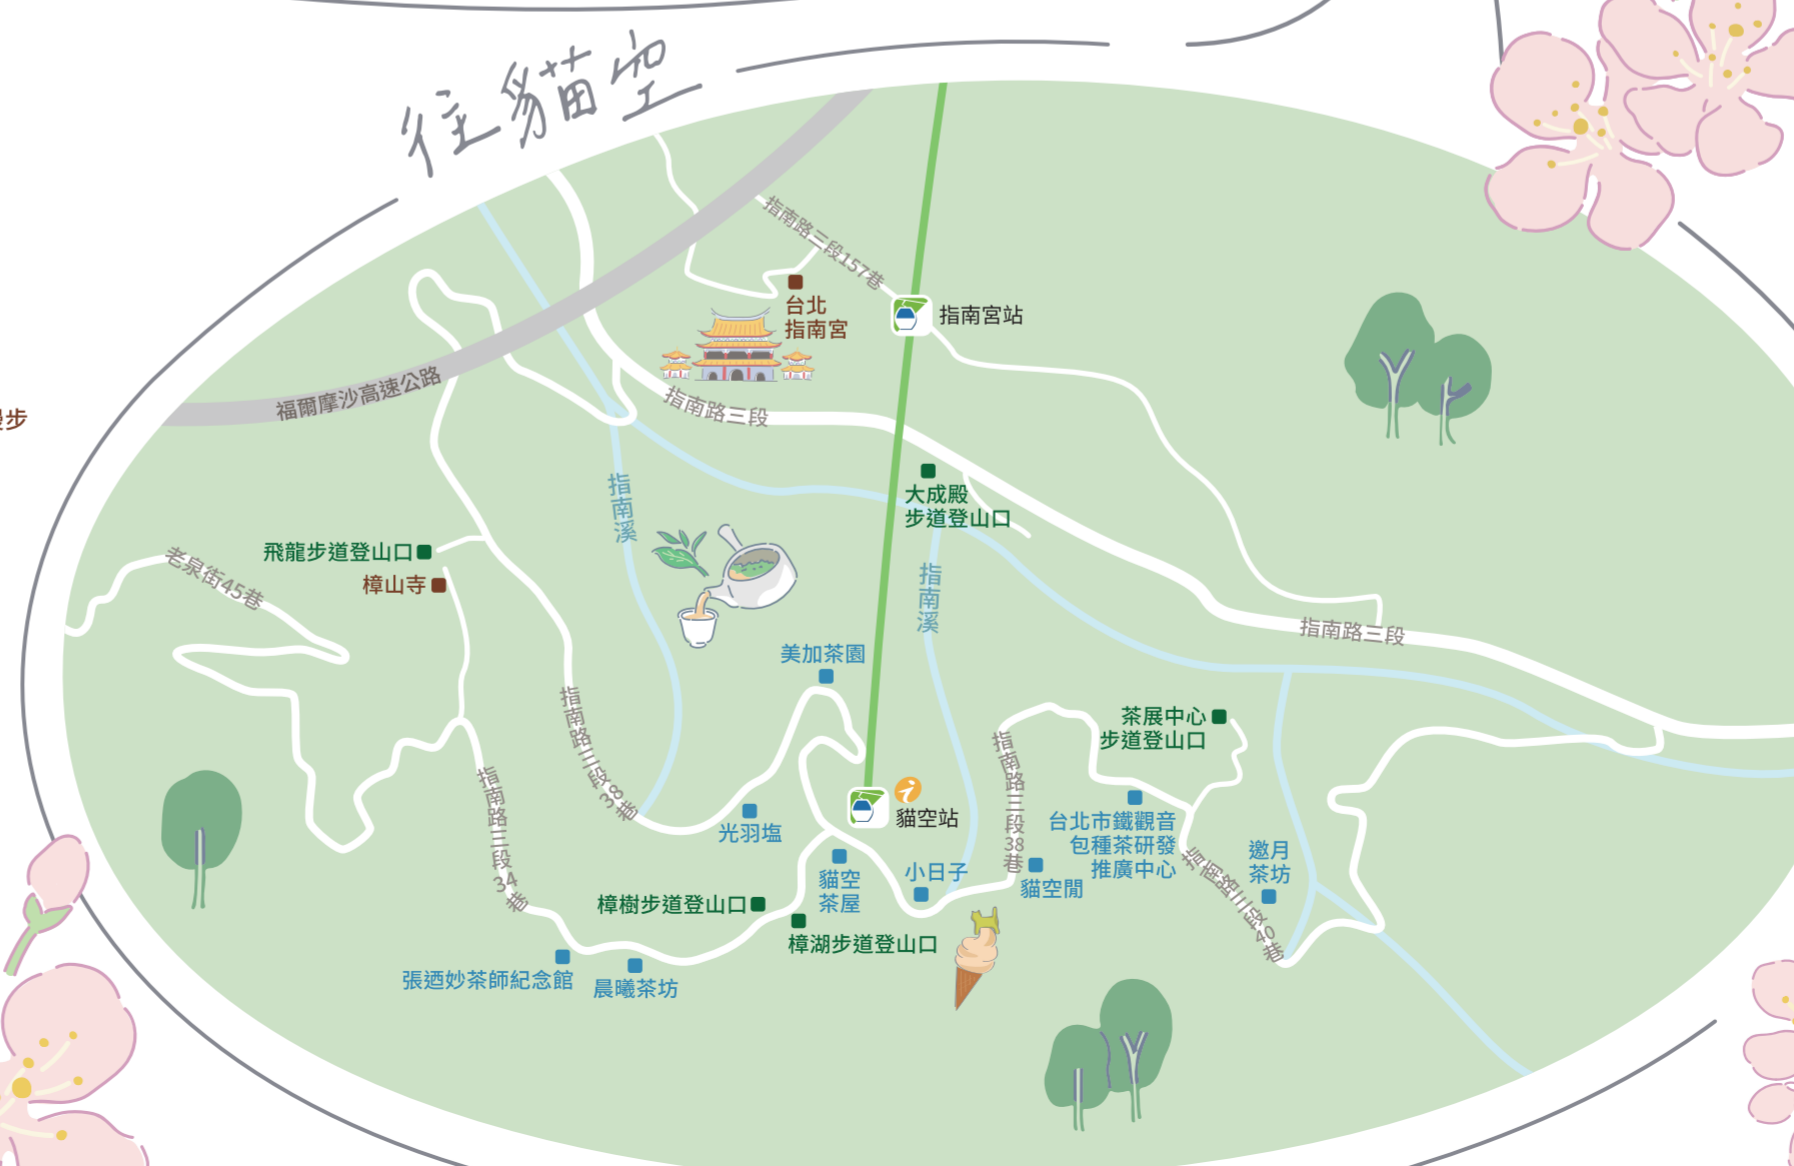 往貓空
指南路三段157巷
台北
指南宮
指南宮站
福爾摩沙高速公路
步
指南路三段
大成殿
步道登山口
指南溪
飛龍步道登山口
樟山寺
老泉街45巷
指南溪
指南路三段
美加茶園
指南路三段38巷
茶展中心
步道登山口
指南路三段34巷
指南路三段38巷
貓空站
光羽塩
台北市鐵觀音
包種茶研發
推廣中心
邀月
茶坊
指南路三段40巷
貓空
茶屋
小日子
貓空閒
樟樹步道登山口
樟湖步道登山口
張迺妙茶師紀念館
晨曦茶坊